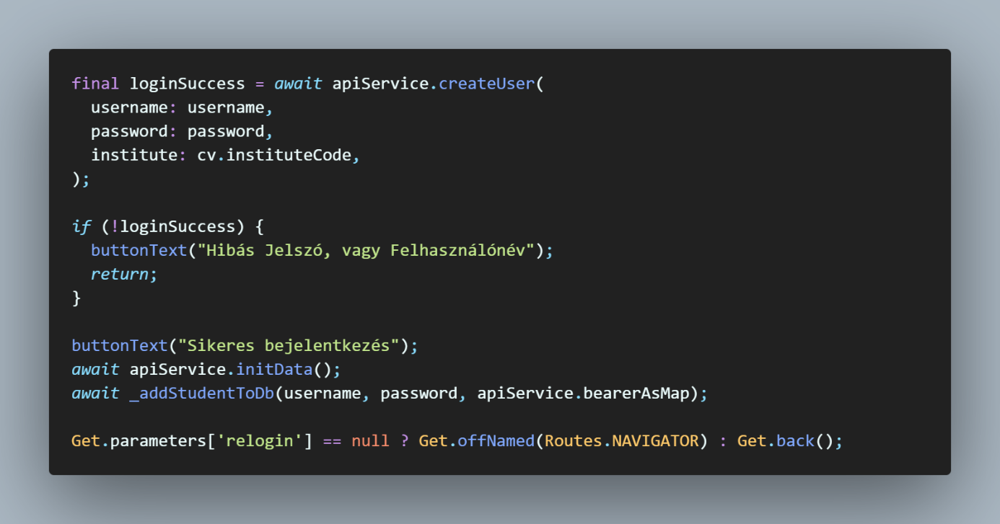 final loginSuccess = await apiService.createUser(
  username: username,
  password: password,
  institute: cv.instituteCode,
);

if (!loginSuccess) {
  buttonText("Hibás Jelszó, vagy Felhasználónév");
  return;
}

buttonText("Sikeres bejelentkezés");
await apiService.initData();
await _addStudentToDb(username, password, apiService.bearerAsMap);

Get.parameters['relogin'] == null ? Get.offNamed(Routes.NAVIGATOR) : Get.back();